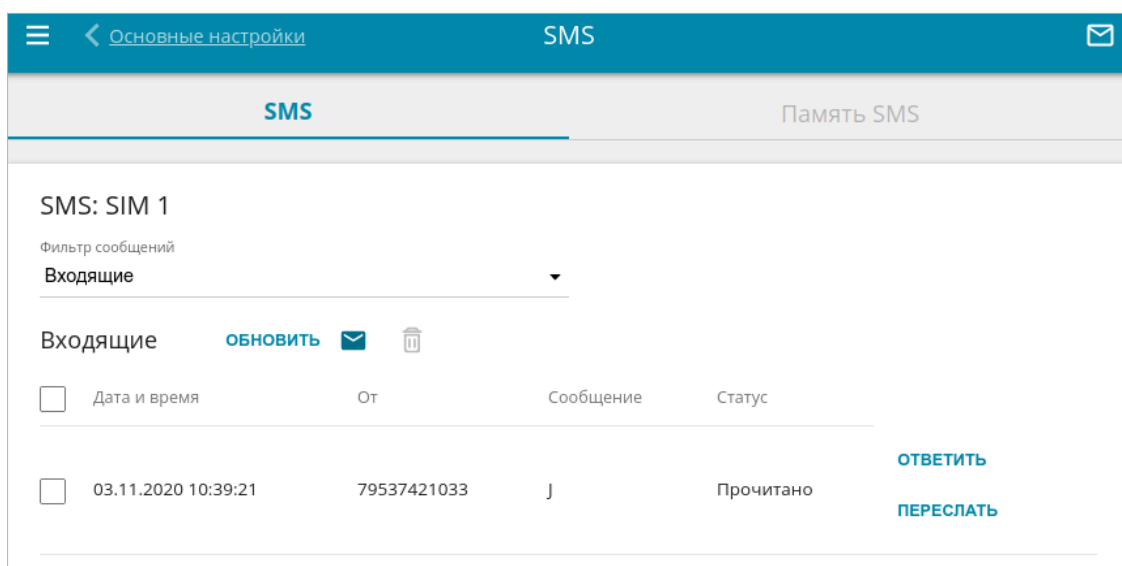 Основные настройки SMS
SMS Память SMS
SMS: SIM 1
Фильтр сообщений
Входящие
Входящие ОБНОВИТЬ
Дата и время От Сообщение Статус
ОТВЕТИТЬ
03.11.2020 10:39:21 79537421033 J Прочитано
ПЕРЕСЛАТЬ